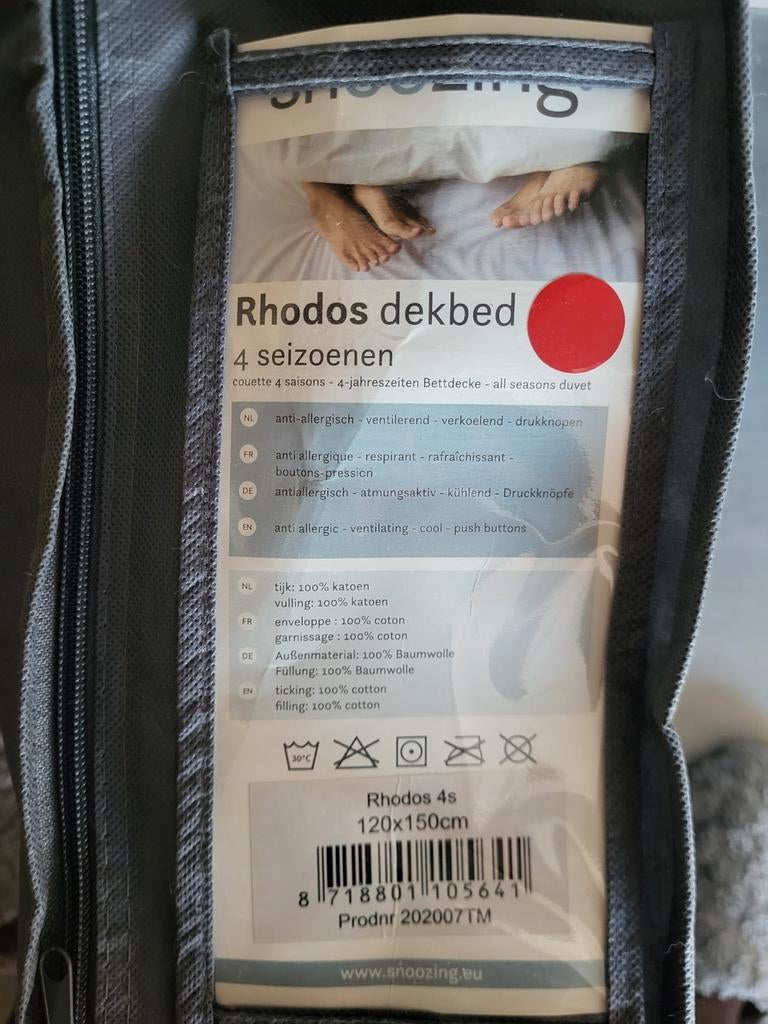 snoozing
Rhodos dekbed
4 seizoenen
couette 4 saisons - 4-jahreszeiten Bettdecke - all seasons duvet
NL anti-allergisch - ventilerend - verkoelend - drukknopen
FR anti allergique - respirant - rafraîchissant -
boutons-pression
DE antiallergisch - atmungsaktiv - kühlend - Druckknöpfe
EN anti allergic - ventilating - cool - push buttons
NL tijk: 100% katoen
vulling: 100% katoen
FR enveloppe : 100% coton
garnissage : 100% coton
DE Außenmaterial: 100% Baumwolle
Füllung: 100% Baumwolle
EN ticking: 100% cotton
filling: 100% cotton
30°C
Rhodos 4s
120x150cm
8 718801 105641
Prodnr 202007TM
www.snoozing.eu